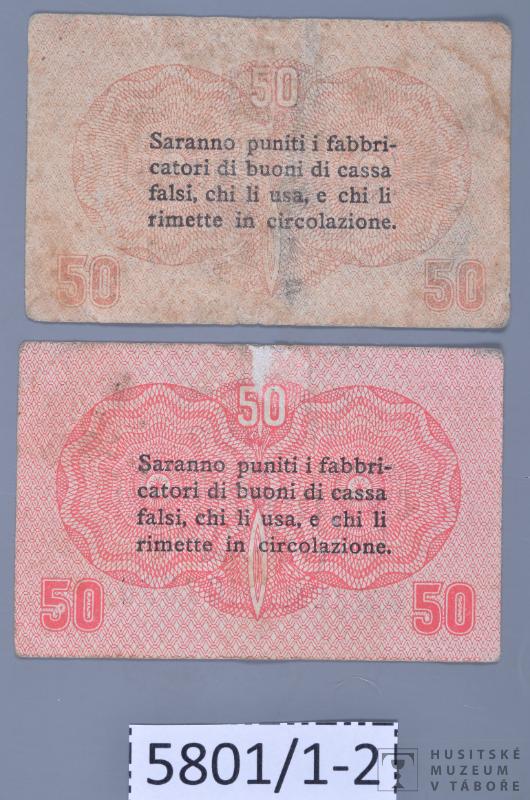 50
Saranno puniti i fabbri-
catori di buoni di cassa
falsi, chi li usa, e chi li
rimette in circolazione.
50 50
50
Saranno puniti i fabbri-
catori di buoni di cassa
falsi, chi li usa, e chi li
rimette in circolazione.
50 50
5801/1-2
HUSITSKÉ
MUZEUM
V TÁBOŘE